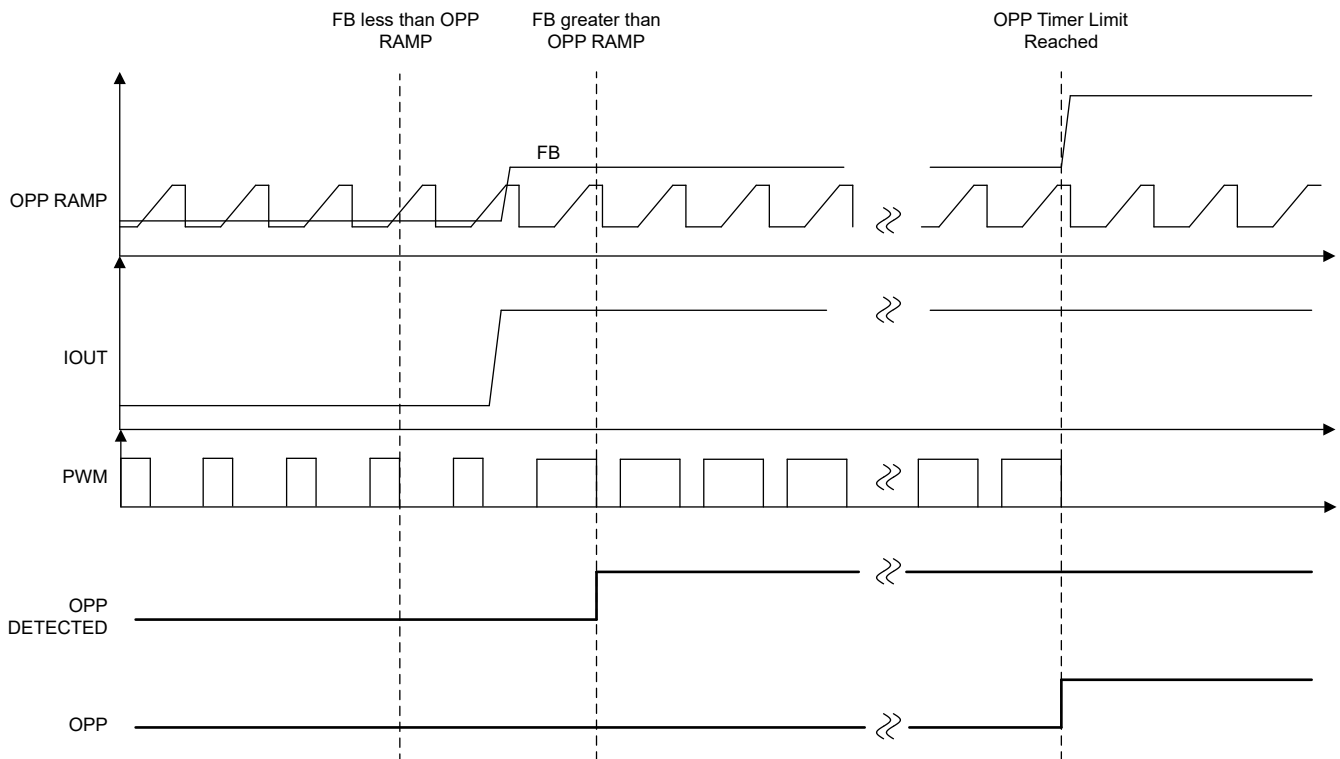 FB less than OPP
RAMP
FB greater than
OPP RAMP
OPP Timer Limit
Reached
FB
OPP RAMP
IOUT
PWM
OPP
DETECTED
OPP